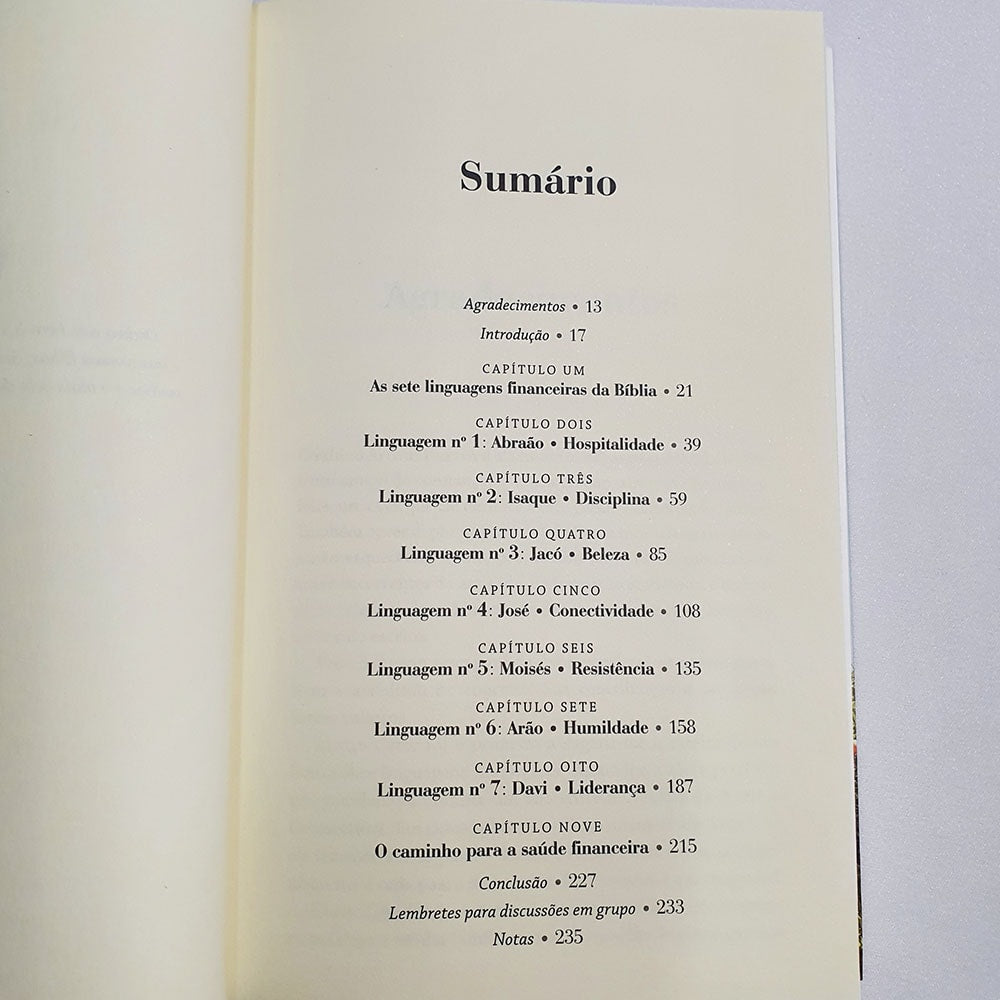 Sumário
Agradecimentos • 13
Introdução • 17
CAPÍTULO UM
As sete linguagens financeiras da Bíblia • 21
CAPÍTULO DOIS
Linguagem nº 1: Abraão • Hospitalidade • 39
CAPÍTULO TRÊS
Linguagem nº 2: Isaque • Disciplina • 59
CAPÍTULO QUATRO
Linguagem nº 3: Jacó • Beleza • 85
CAPÍTULO CINCO
Linguagem nº 4: José • Conectividade • 108
CAPÍTULO SEIS
Linguagem nº 5: Moisés • Resistência • 135
CAPÍTULO SETE
Linguagem nº 6: Arão • Humildade • 158
CAPÍTULO OITO
Linguagem nº 7: Davi • Liderança • 187
CAPÍTULO NOVE
O caminho para a saúde financeira • 215
Conclusão • 227
Lembretes para discussões em grupo • 233
Notas • 235